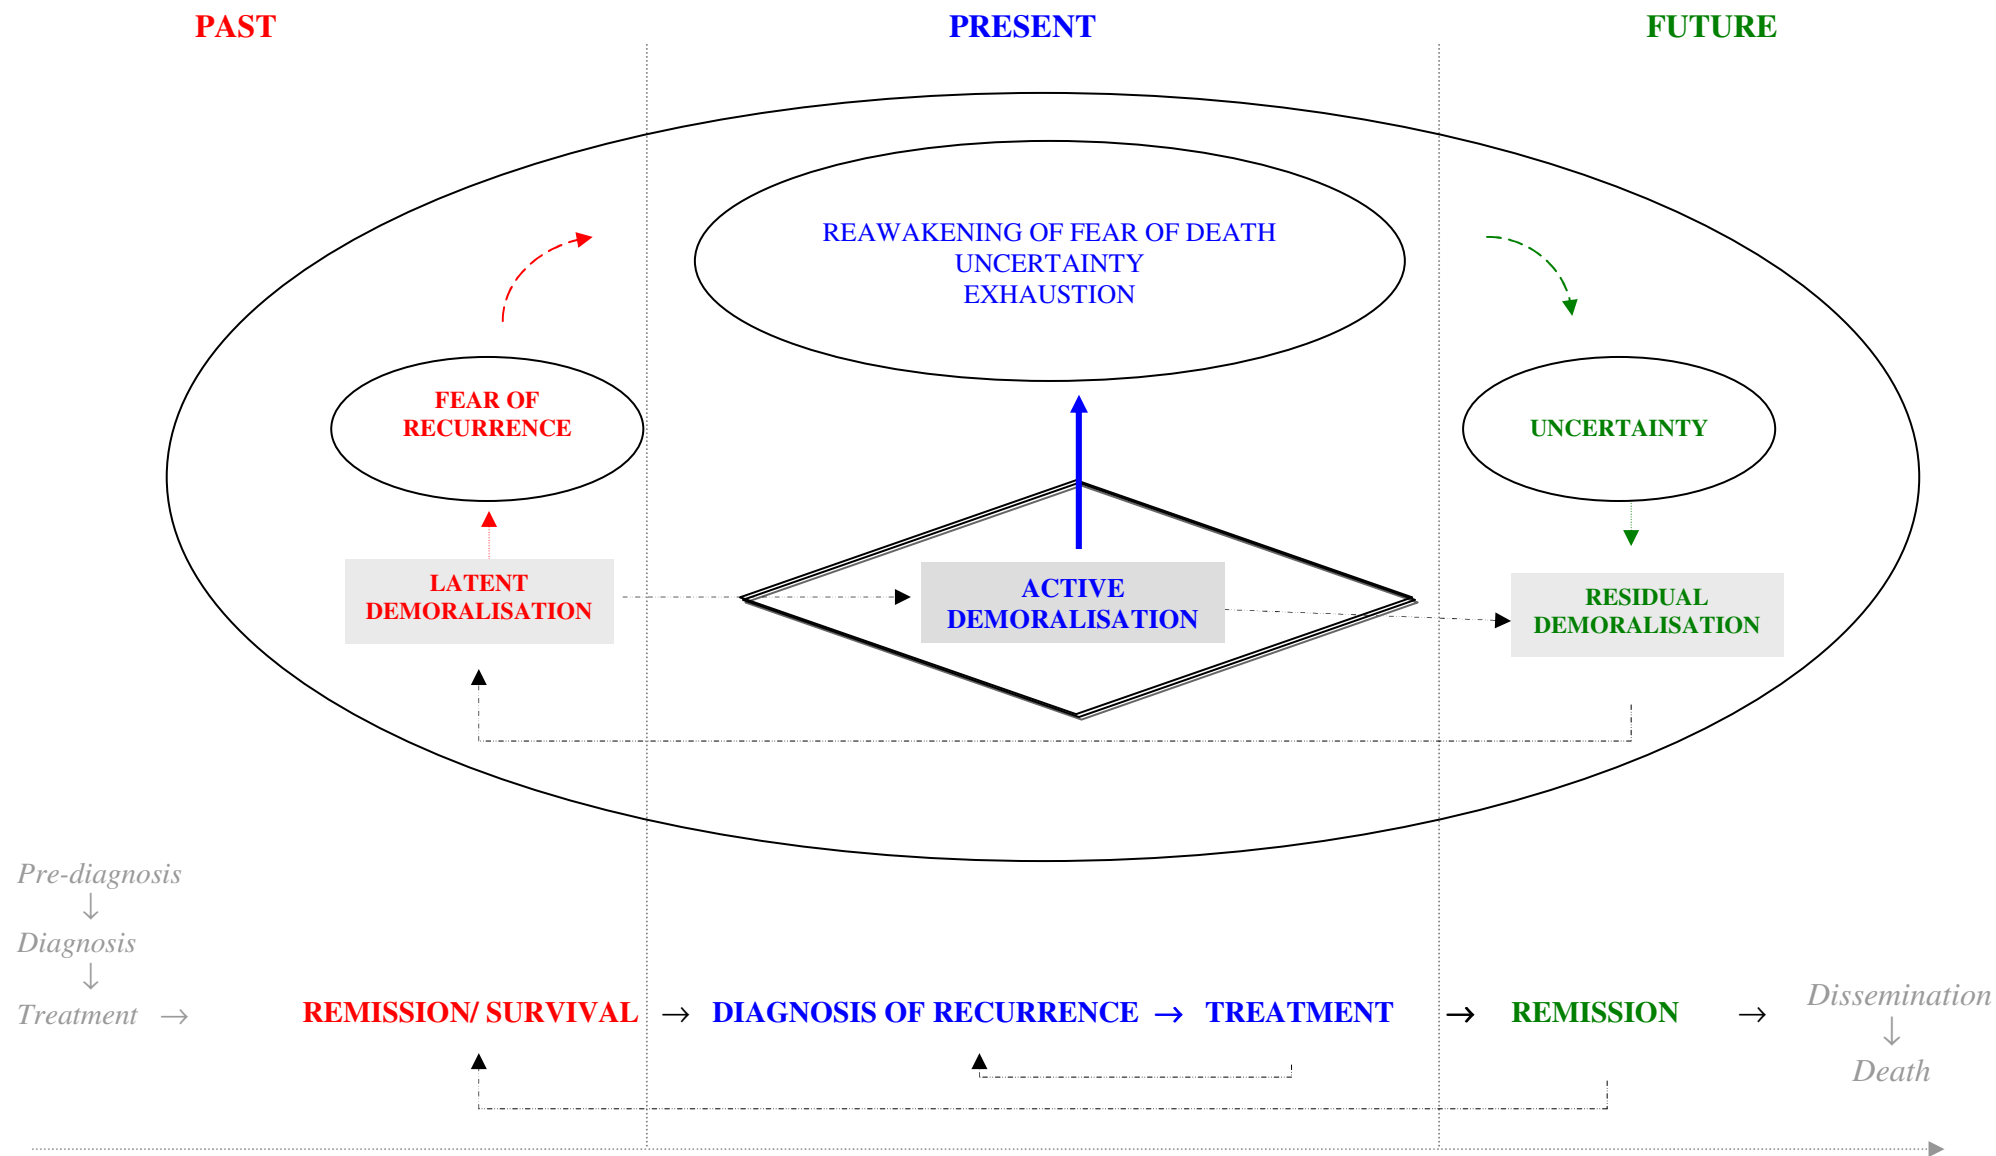 PAST PRESENT FUTURE
REAWAKENING OF FEAR OF DEATH
UNCERTAINTY
EXHAUSTION
FEAR OF
RECURRENCE
UNCERTAINTY
LATENT
DEMORALISATION
ACTIVE
DEMORALISATION
RESIDUAL
DEMORALISATION
Pre-diagnosis
↓
Diagnosis
↓
Treatment →
REMISSION/ SURVIVAL → DIAGNOSIS OF RECURRENCE → TREATMENT → REMISSION →
Dissemination
↓
Death